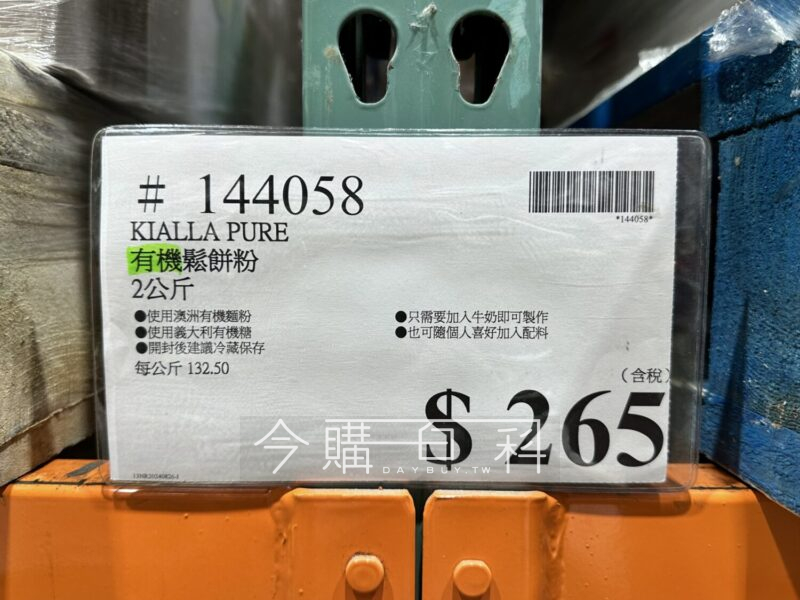 # 144058
*144058*
KIALLA PURE
有機鬆餅粉
2公斤
●使用澳洲有機麵粉
●使用義大利有機糖
●開封後建議冷藏保存
●只需要加入牛奶即可製作
●也可隨個人喜好加入配料
每公斤 132.50
(含稅)
$ 265
今購百科
DAYBUY.TW